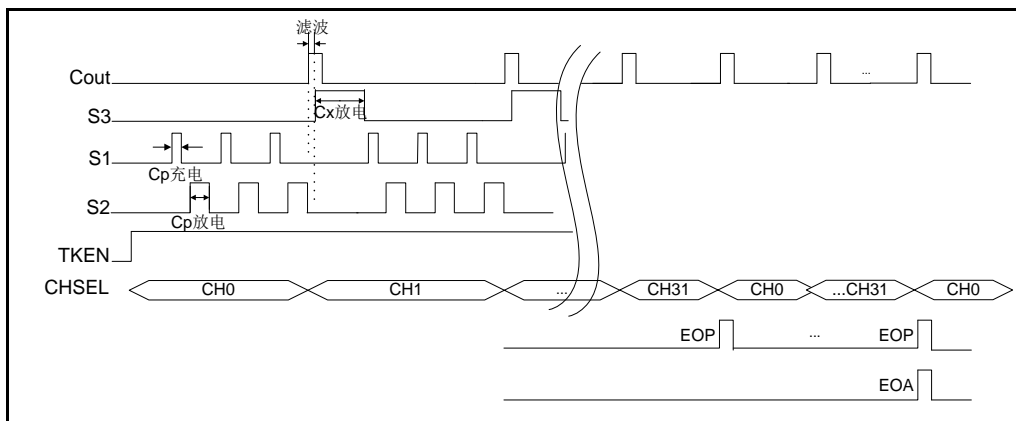 滤波
Cout
...
S3
Cx放电
S1
Cp充电
S2
Cp放电
TKEN
CHSEL
CH0
CH1
...
CH31
CH0
...CH31
CH0
EOP
...
EOP
EOA